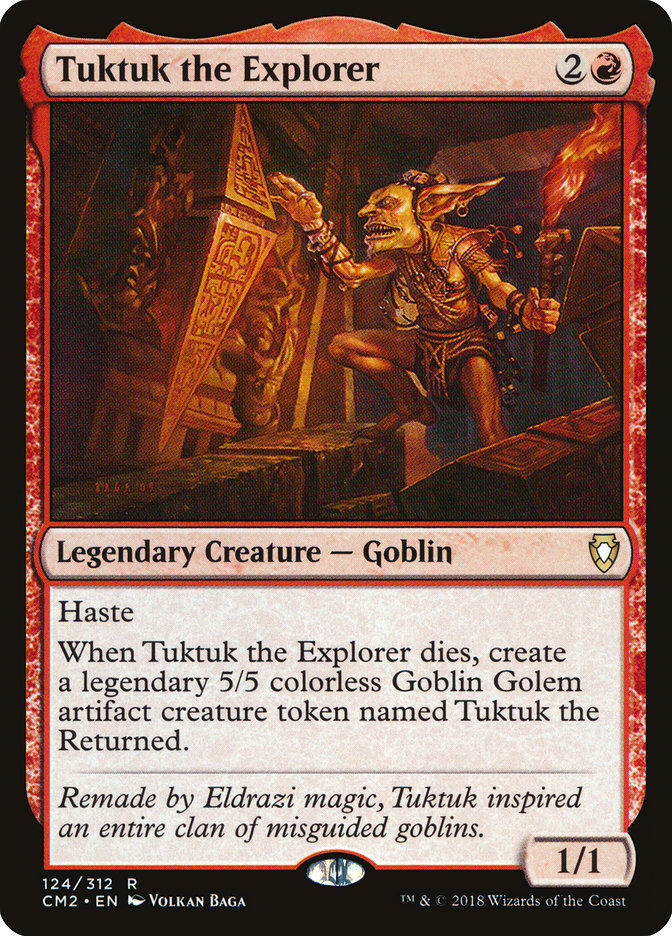 Tuktuk the Explorer 2
BAGA 09
Legendary Creature — Goblin
Haste
When Tuktuk the Explorer dies, create
a legendary 5/5 colorless Goblin Golem
artifact creature token named Tuktuk the
Returned.
Remade by Eldrazi magic, Tuktuk inspired
an entire clan of misguided goblins.
1/1
124/312 R
CM2 • EN Volkan Baga
™ & © 2018 Wizards of the Coast